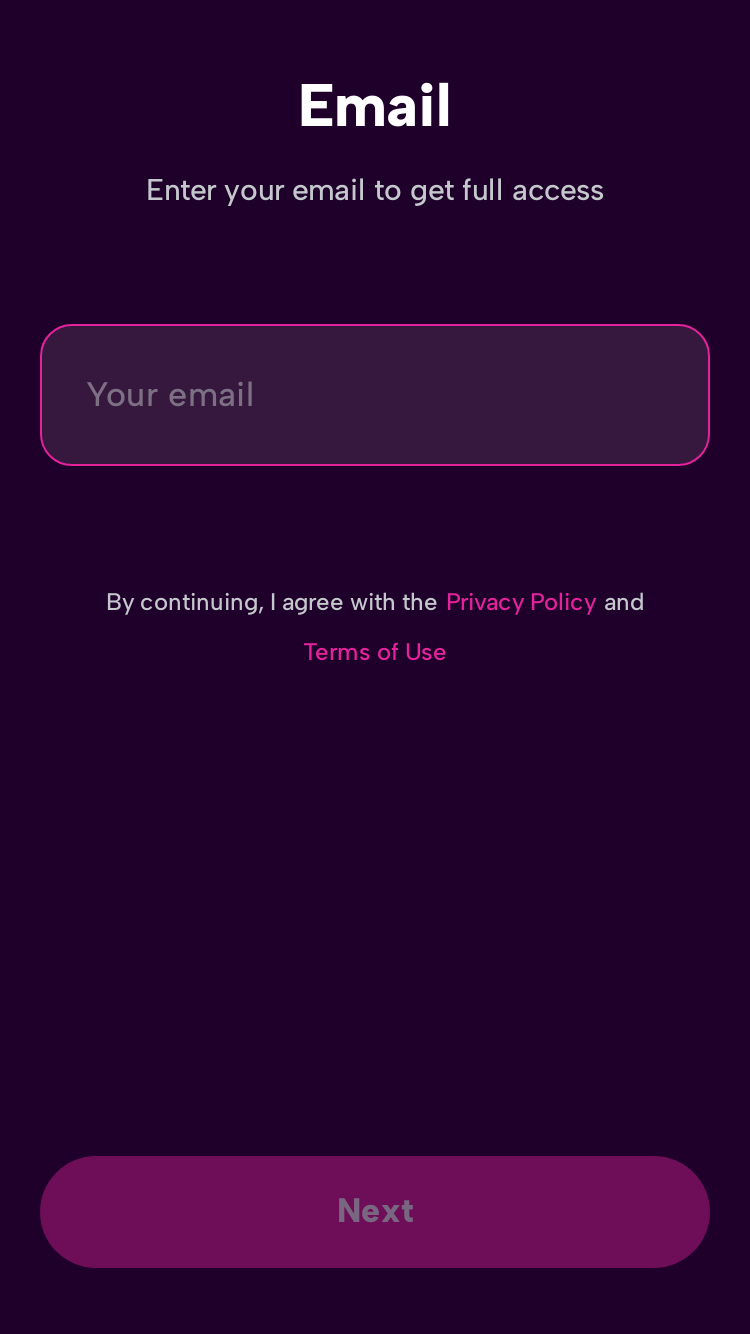 Email
Enter your email to get full access
Your email
By continuing, I agree with the Privacy Policy and
Terms of Use
Next